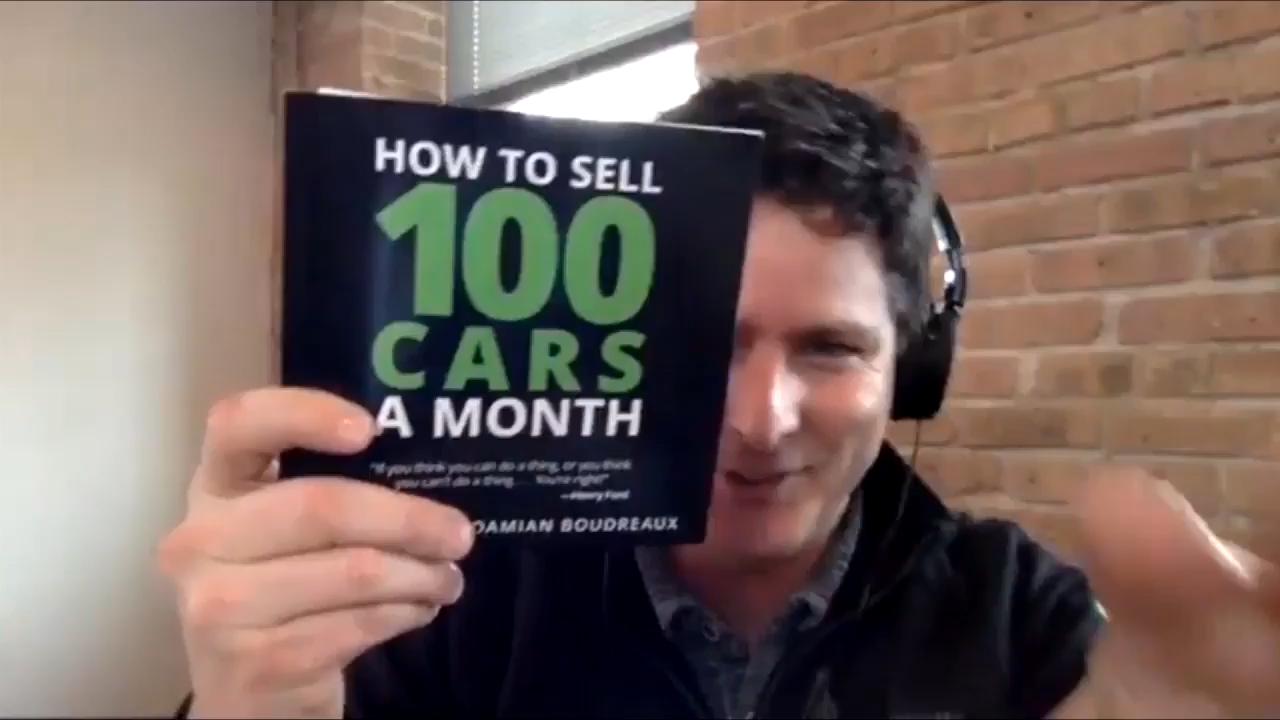 HOW TO SELL
100
CARS
A MONTH
"If you think you can do a thing, or you think
you can't do a thing... You're right!"
—Henry Ford
DAMIAN BOUDREAUX